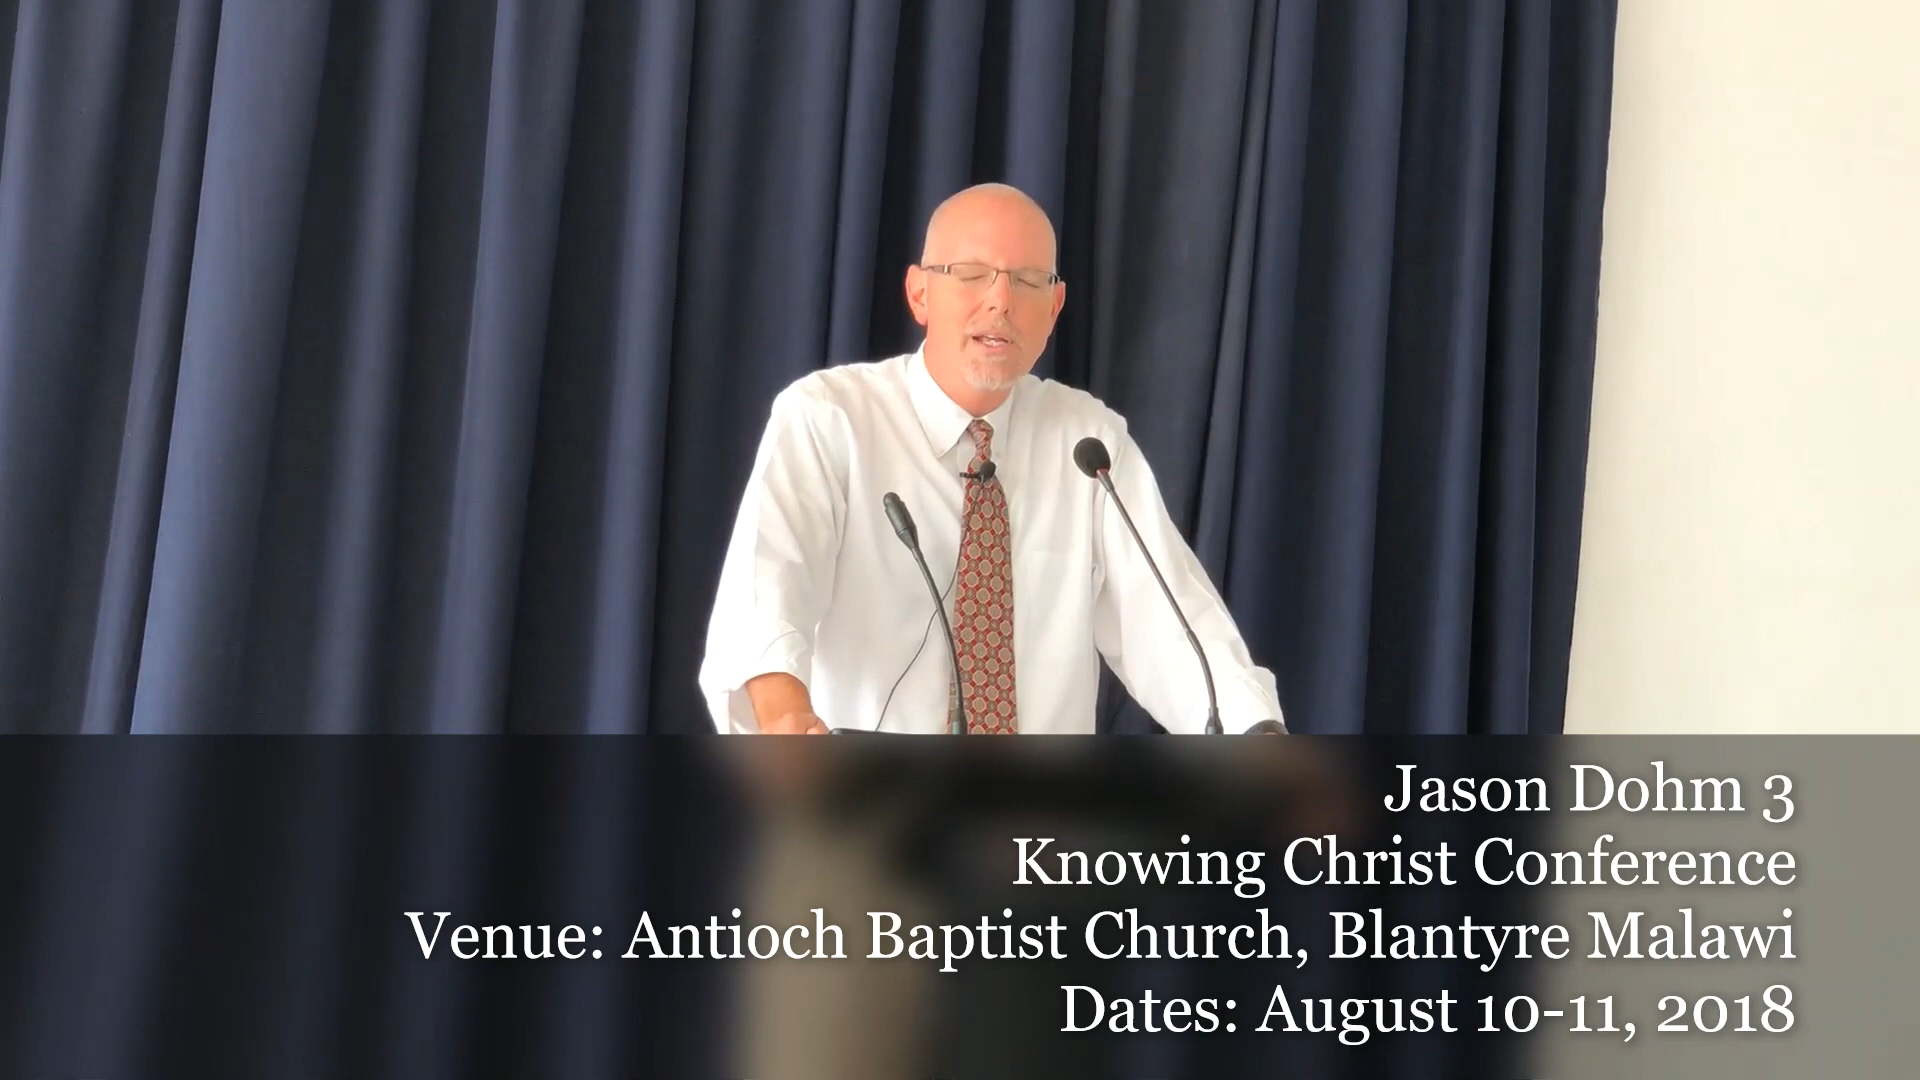 Jason Dohm 3
Knowing Christ Conference
Venue: Antioch Baptist Church, Blantyre Malawi
Dates: August 10-11, 2018